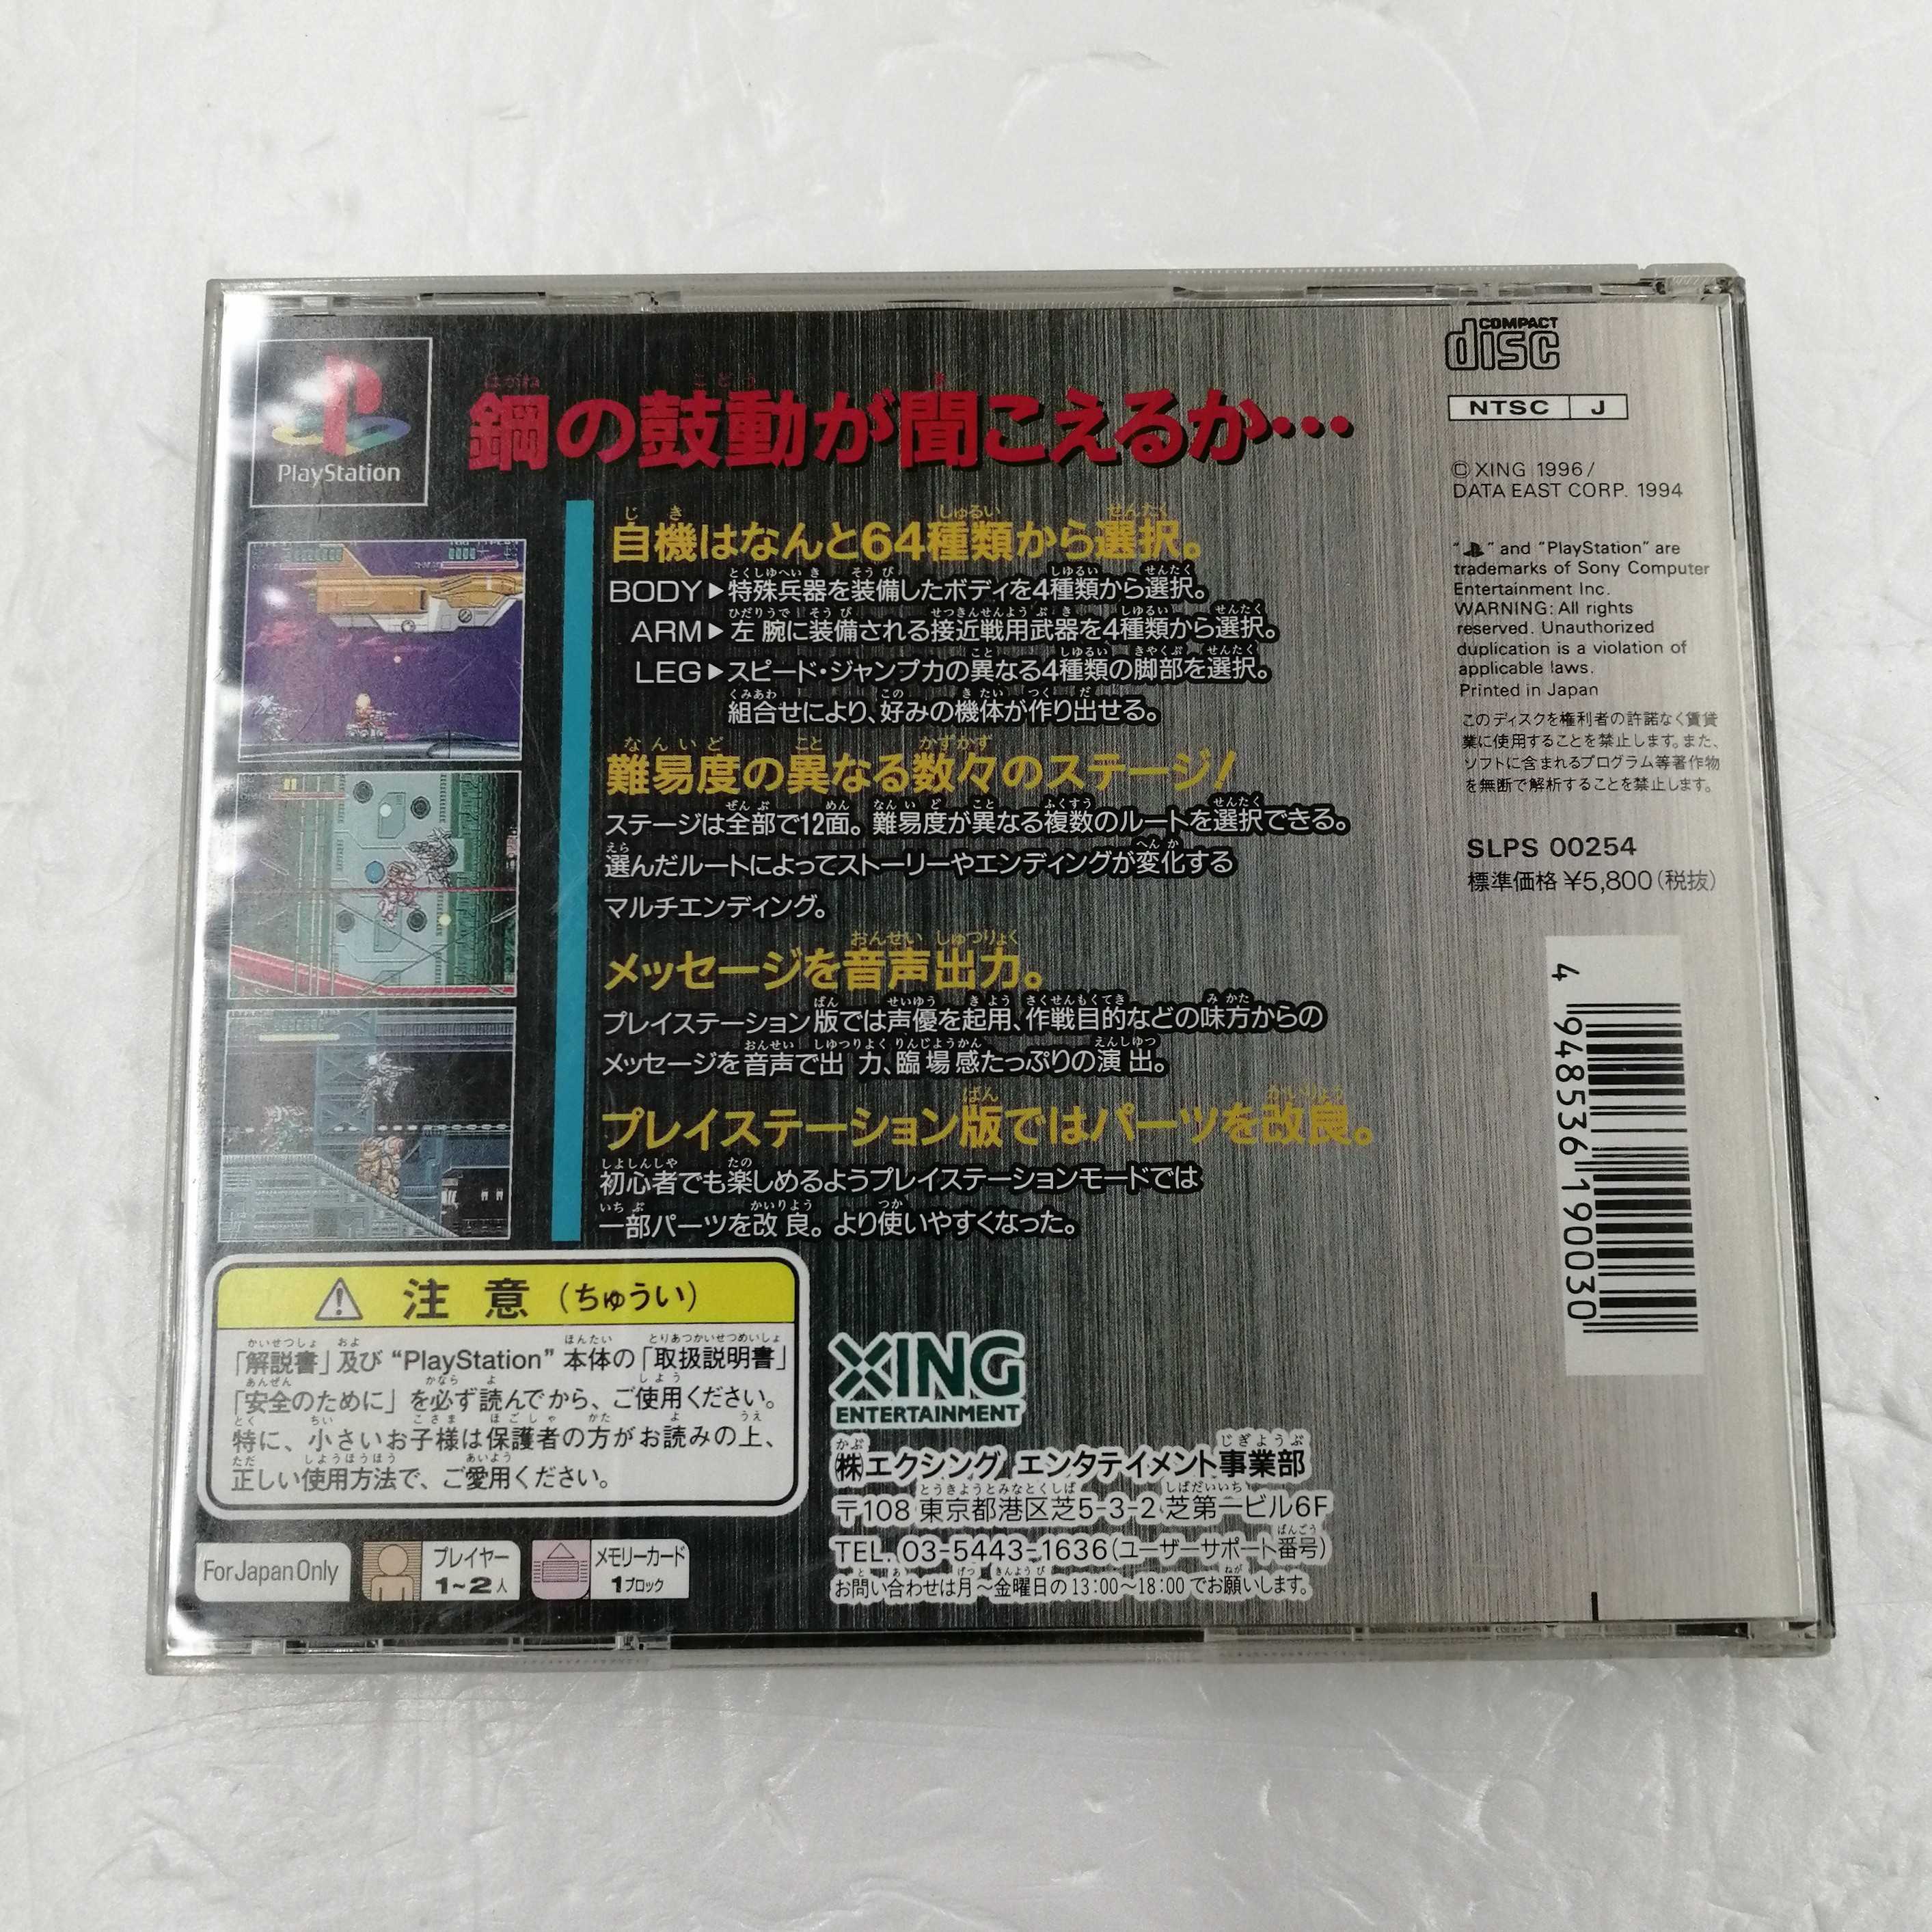 PlayStation
鋼の鼓動が聞こえるか…
自機はなんと64種類から選択。
BODY▶特殊兵器を装備したボディを4種類から選択。
ARM▶左腕に装備される接近戦用武器を4種類から選択。
LEG▶スピード・ジャンプ力の異なる4種類の脚部を選択。
組合せにより、好みの機体が作り出せる。
難易度の異なる数々のステージ!
ステージは全部で12面。難易度が異なる複数のルートを選択できる。
選んだルートによってストーリーやエンディングが変化する
マルチエンディング。
メッセージを音声出力。
プレイステーション版では声優を起用、作戦目的などの味方からの
メッセージを音声で出力、臨場感たっぷりの演出。
プレイステーション版ではパーツを改良。
初心者でも楽しめるようプレイステーションモードでは
一部パーツを改良。より使いやすくなった。
注意(ちゅうい)
「解説書」及び“PlayStation”本体の「取扱説明書」
「安全のために」を必ず読んでから、ご使用ください。
特に、小さいお子様は保護者の方がお読みの上、
正しい使用方法で、ご愛用ください。
For Japan Only
プレイヤー
1~2人
メモリーカード
1ブロック
XING
ENTERTAINMENT
㈱エクシング エンタテイメント事業部
〒108 東京都港区芝5-3-2 芝第一ビル6F
TEL.03-5443-1636(ユーザーサポート番号)
お問い合わせは月~金曜日の13:00~18:00でお願いします。
COMPACT
disc
NTSC J
© XING 1996/
DATA EAST CORP. 1994
“ ” and “PlayStation” are
trademarks of Sony Computer
Entertainment Inc.
WARNING: All rights
reserved. Unauthorized
duplication is a violation of
applicable laws.
Printed in Japan
このディスクを権利者の許諾なく賃貸
業に使用することを禁止します。また、
ソフトに含まれるプログラム等著作物
を無断で解析することを禁止します。
SLPS 00254
標準価格 ¥5,800(税抜)
4 948536 190030